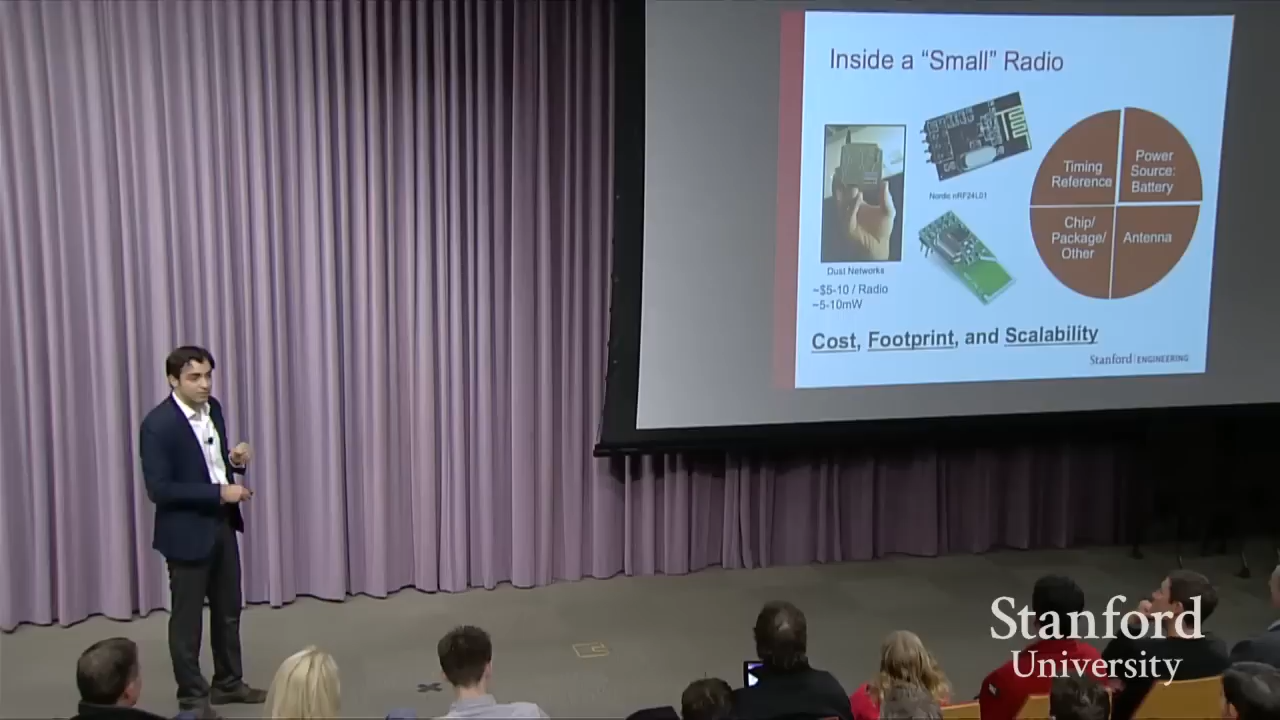 Inside a “Small” Radio
Nordic nRF24L01
Dust Networks
~$5-10 / Radio
~5-10mW
Timing
Reference
Power
Source:
Battery
Chip/
Package/
Other
Antenna
Cost, Footprint, and Scalability
Stanford ENGINEERING
Stanford
University